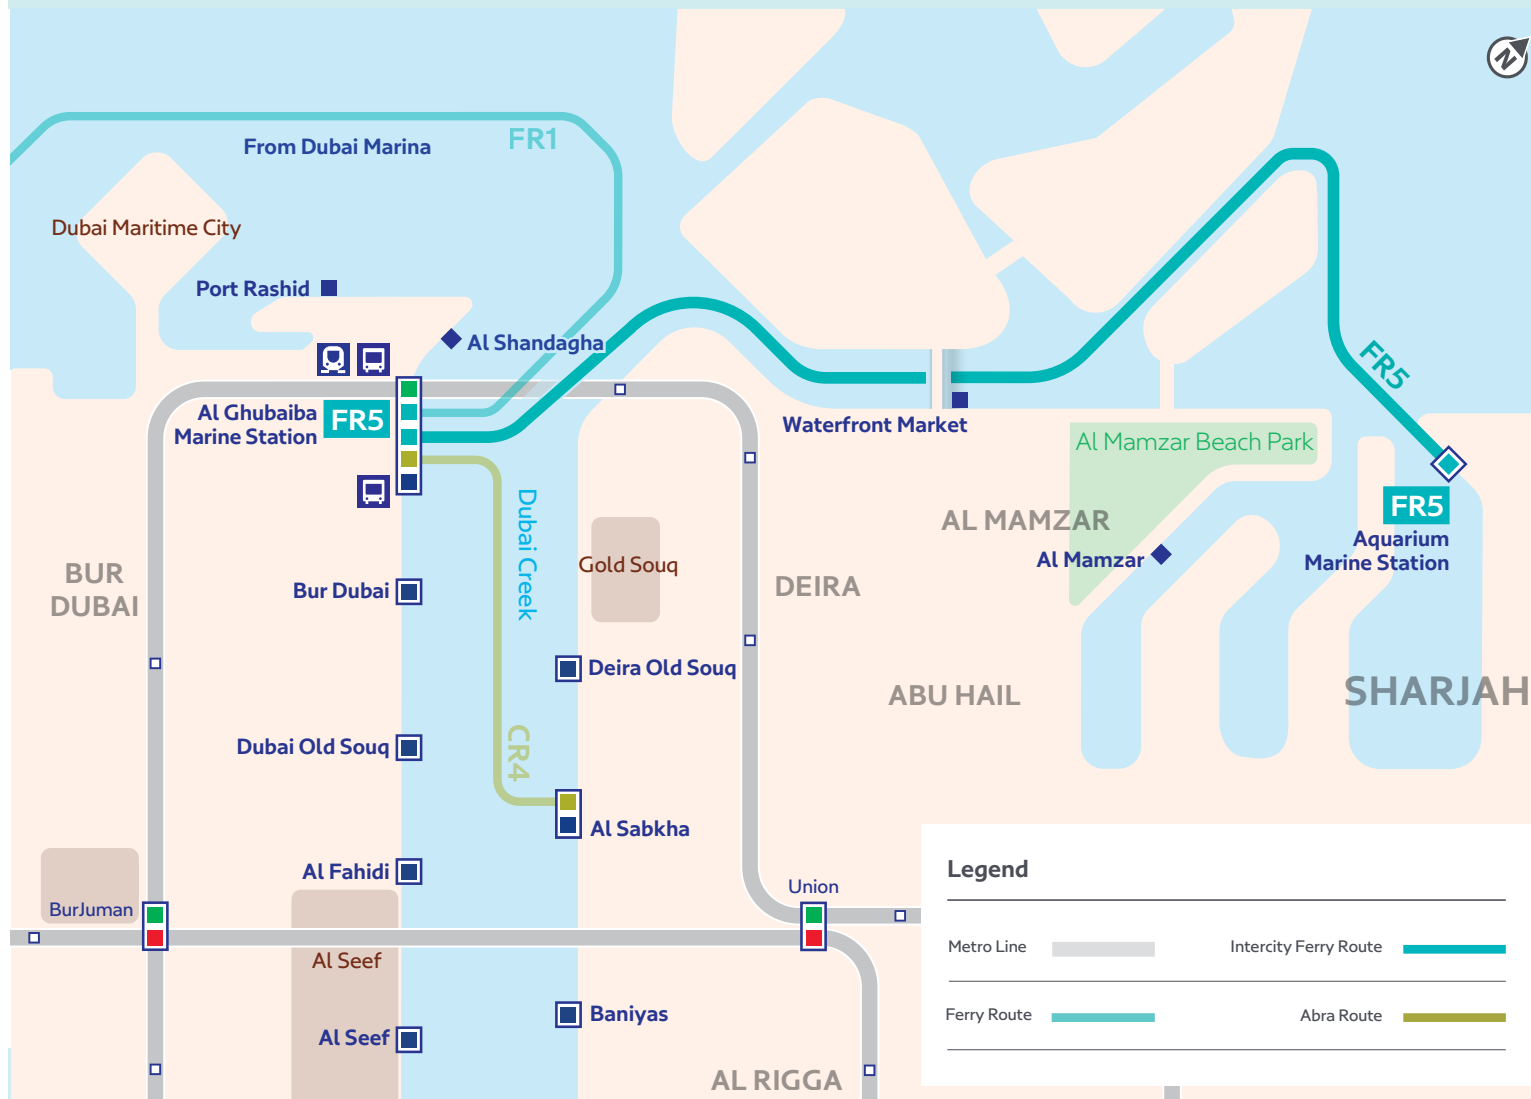 N
FR1
From Dubai Marina
Dubai Maritime City
Port Rashid
Al Shandagha
Al Ghubaiba
Marine Station
FR5
FR5
Waterfront Market
Al Mamzar Beach Park
FR5
Aquarium
Marine Station
AL MAMZAR
Al Mamzar
Dubai Creek
Gold Souq
BUR
DUBAI
Bur Dubai
DEIRA
Deira Old Souq
ABU HAIL
SHARJAH
Dubai Old Souq
CR4
Al Sabkha
Al Fahidi
BurJuman
Union
Al Seef
Al Seef
Baniyas
AL RIGGA
Legend
Metro Line
Intercity Ferry Route
Ferry Route
Abra Route